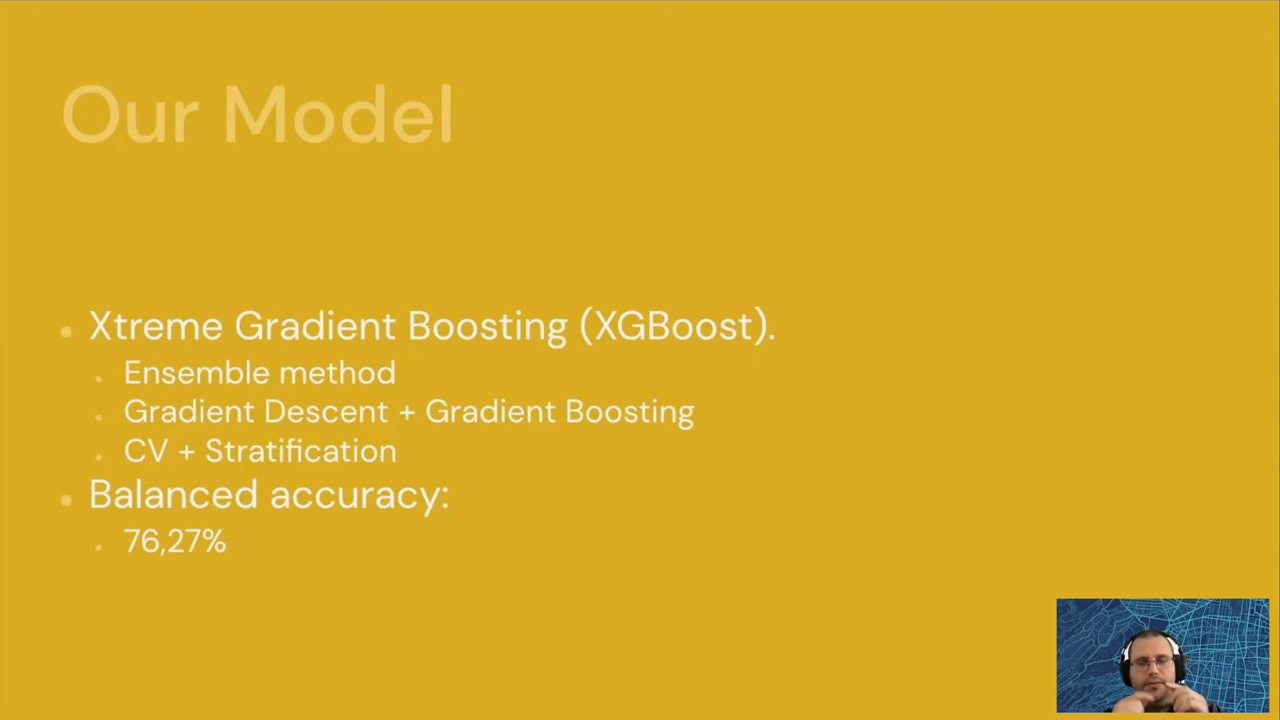 Our Model
Xtreme Gradient Boosting (XGBoost).
Ensemble method
Gradient Descent + Gradient Boosting
CV + Stratification
Balanced accuracy:
76,27%